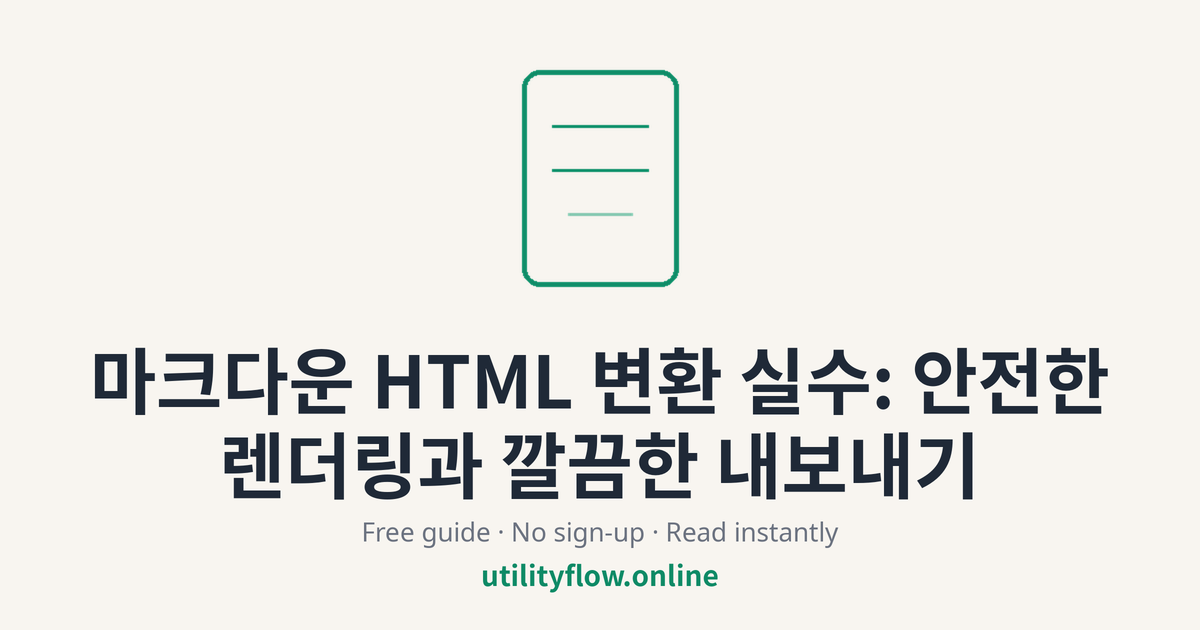 마크다운 HTML 변환 실수: 안전한
렌더링과 깔끔한 내보내기
Free guide · No sign-up · Read instantly
utilityflow.online